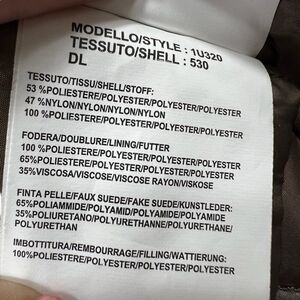 MODELLO/STYLE : 1U320
TESSUTO/SHELL : 530
DL
TESSUTO/TISSU/SHELL/STOFF:
53 %POLIESTERE/POLYESTER/POLYESTER/POLYESTER
47 %NYLON/NYLON/NYLON/NYLON
100 %POLIESTERE/POLYESTER/POLYESTER/POLYESTER
FODERA/DOUBLURE/LINING/FUTTER
100 %POLIESTERE/POLYESTER/POLYESTER/POLYESTER
65%POLIESTERE/POLYESTER/POLYESTER/POLYESTER
35%VISCOSA/VISCOSE/VISCOSE RAYON/VISKOSE
FINTA PELLE/FAUX SUEDE/FAKE SUEDE/KUNSTLEDER:
65%POLIAMMIDE/POLYAMID/POLYAMIDE/POLYAMIDE
35%POLIURETANO/POLYURETHANNE/POLYURETHANE/
POLYURETHAN
IMBOTTITURA/REMBOURRAGE/FILLING/WATTIERUNG:
100%POLIESTERE/POLYESTER/POLYESTER/POLYESTER